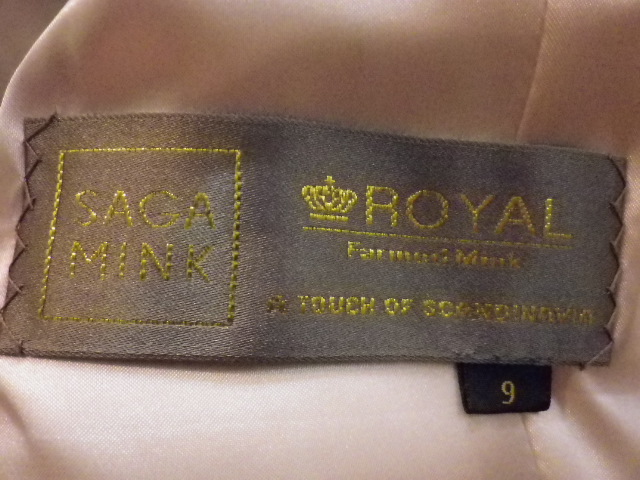 SAGA
MINK
ROYAL
Farmed Mink
A TOUCH OF SCANDINAVIA
9